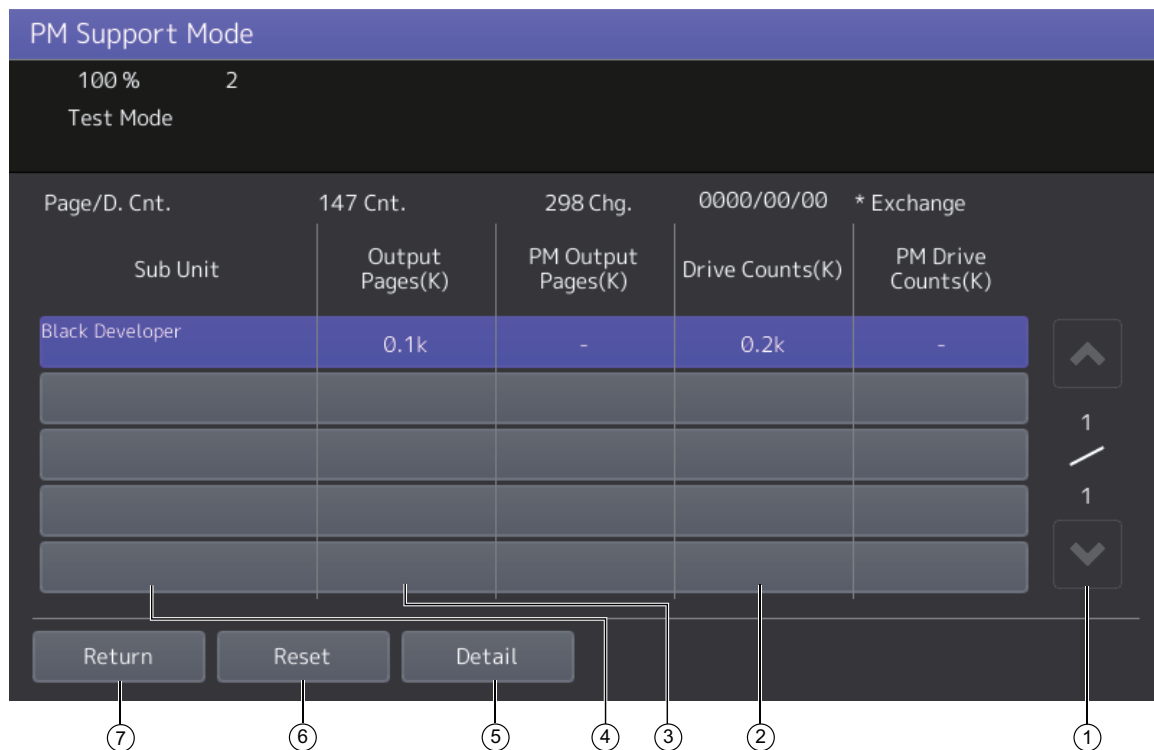 PM Support Mode
100 % 2
Test Mode
Page/D. Cnt. 147 Cnt. 298 Chg. 0000/00/00 * Exchange
Sub Unit Output Pages(K) PM Output Pages(K) Drive Counts(K) PM Drive Counts(K)
Black Developer 0.1k - 0.2k -
1
/
1
Return Reset Detail
7 6 5 4 3 2 1